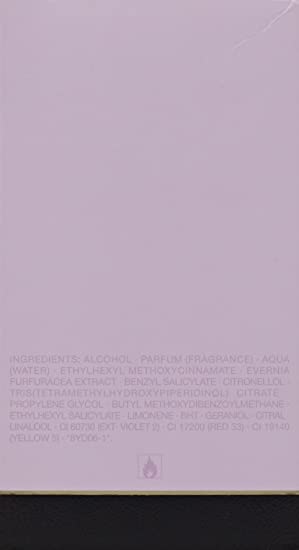 INGREDIENTS: ALCOHOL · PARFUM (FRAGRANCE) · AQUA
(WATER) · ETHYLHEXYL METHOXYCINNAMATE · EVERNIA
FURFURACEA EXTRACT · BENZYL SALICYLATE · CITRONELLOL ·
TRIS(TETRAMETHYLHYDROXYPIPERIDINOL) CITRATE ·
PROPYLENE GLYCOL · BUTYL METHOXYDIBENZOYLMETHANE ·
ETHYLHEXYL SALICYLATE · LIMONENE · BHT · GERANIOL · CITRAL ·
LINALOOL · CI 60730 (EXT. VIOLET 2) · CI 17200 (RED 33) · CI 19140
(YELLOW 5) · "8YD06-1".